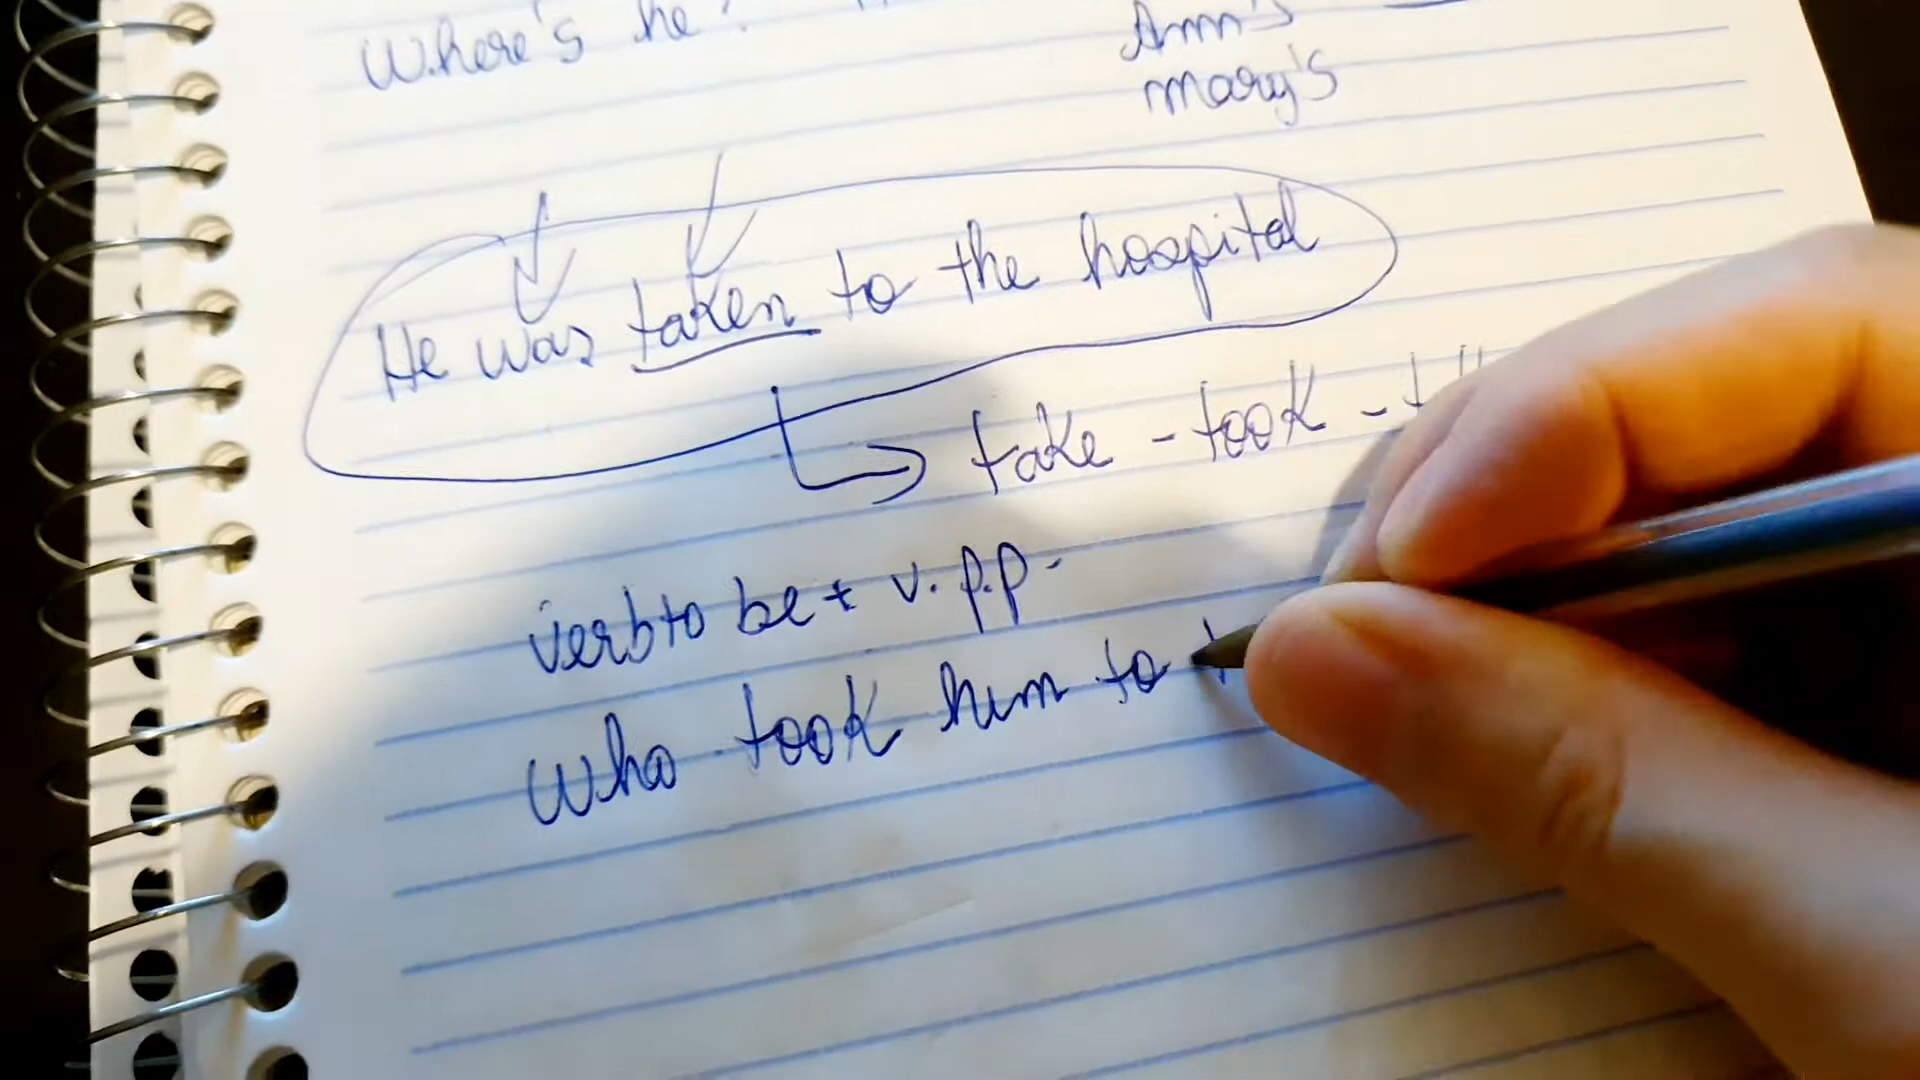 Where's he?
Ann's
Mary's
He was taken to the hospital
take - took -
verb to be + v. p.p.
who took him to